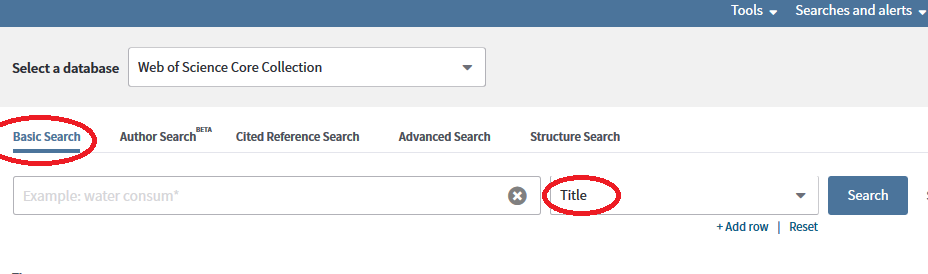 Tools Searches and alerts
Select a database Web of Science Core Collection
Basic Search Author Search BETA Cited Reference Search Advanced Search Structure Search
Example: water consum* Title Search
+ Add row | Reset